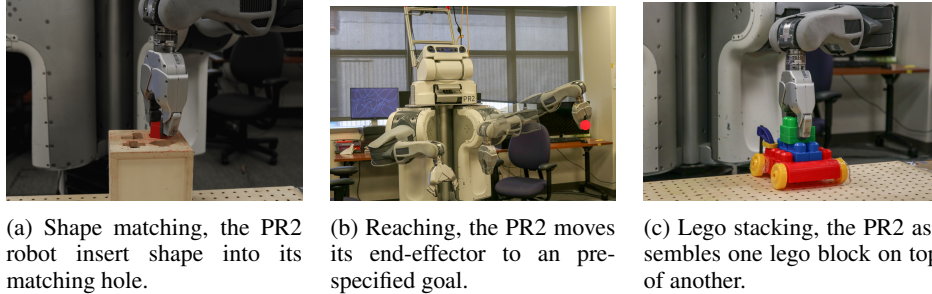 PR2
(a) Shape matching, the PR2
robot insert shape into its
matching hole.
(b) Reaching, the PR2 moves
its end-effector to an pre-
specified goal.
(c) Lego stacking, the PR2 as
sembles one lego block on top
of another.